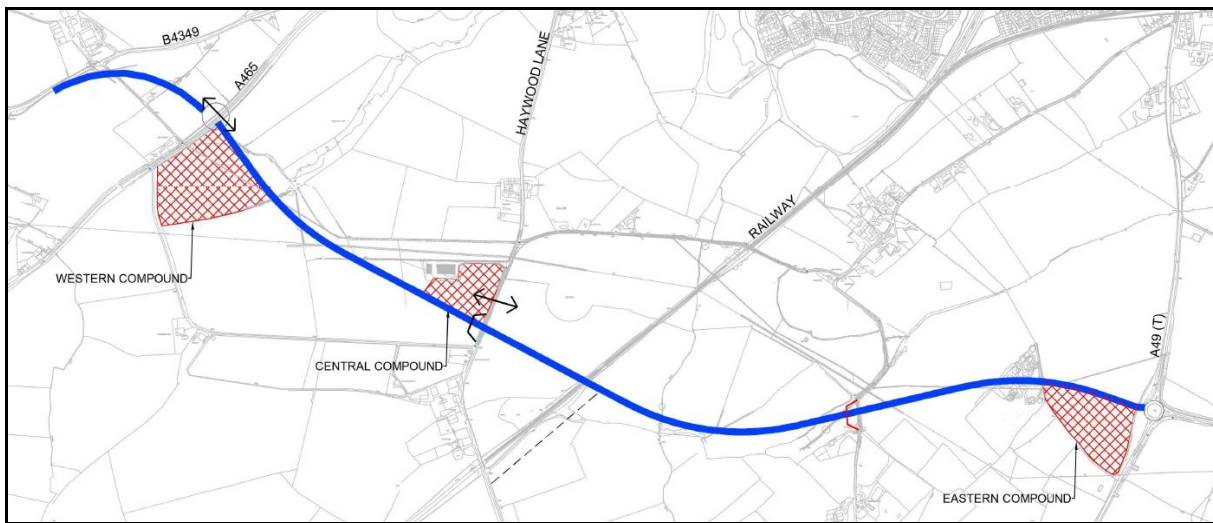 B4349
A465
HAYWOOD LANE
RAILWAY
WESTERN COMPOUND
A49 (T)
CENTRAL COMPOUND
EASTERN COMPOUND